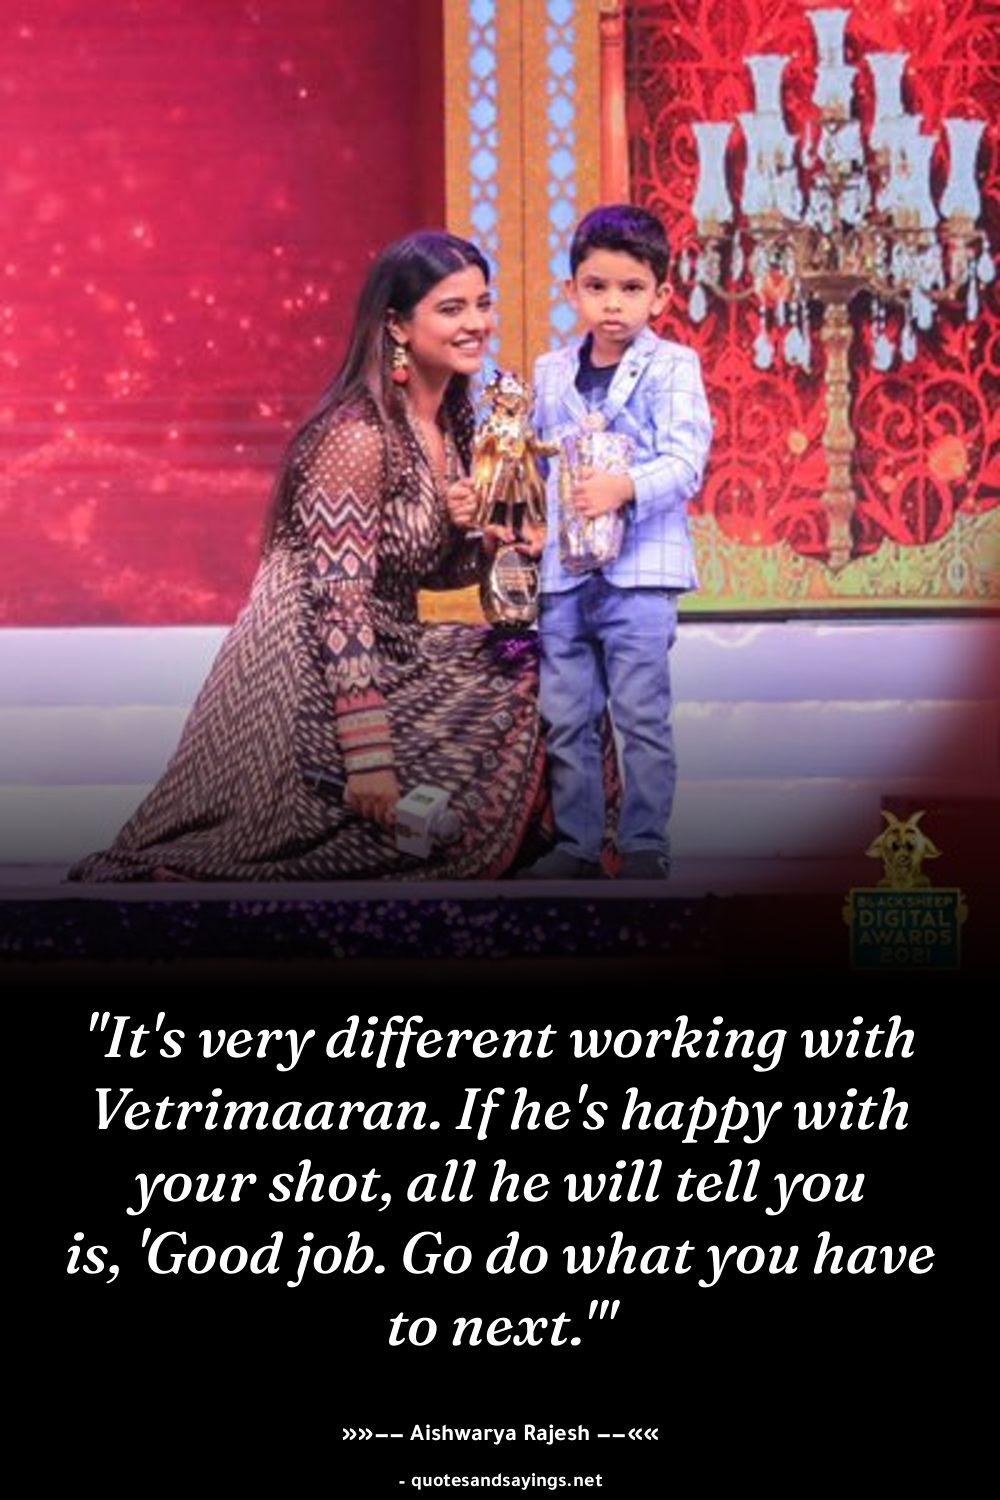 BLACKSHEEP
DIGITAL
AWARDS
2021
"It's very different working with
Vetrimaaran. If he's happy with
your shot, all he will tell you
is, 'Good job. Go do what you have
to next.'"
»»−− Aishwarya Rajesh −−««
- quotesandsayings.net